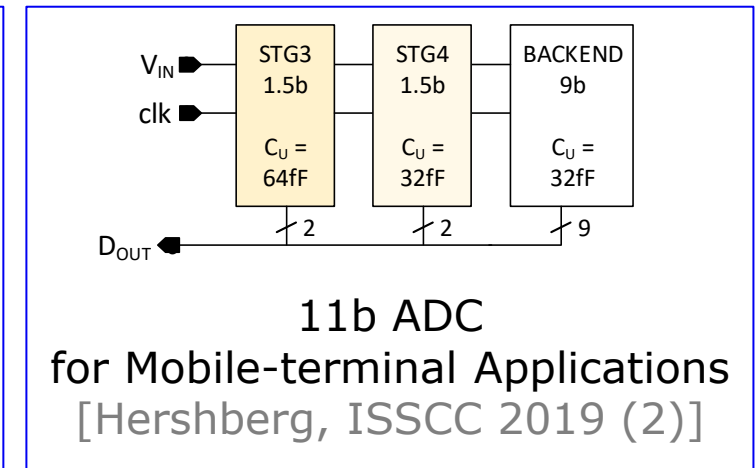 V_IN
clk
STG3
1.5b
C_U =
64fF
STG4
1.5b
C_U =
32fF
BACKEND
9b
C_U =
32fF
2
2
9
D_OUT
11b ADC
for Mobile-terminal Applications
[Hershberg, ISSCC 2019 (2)]